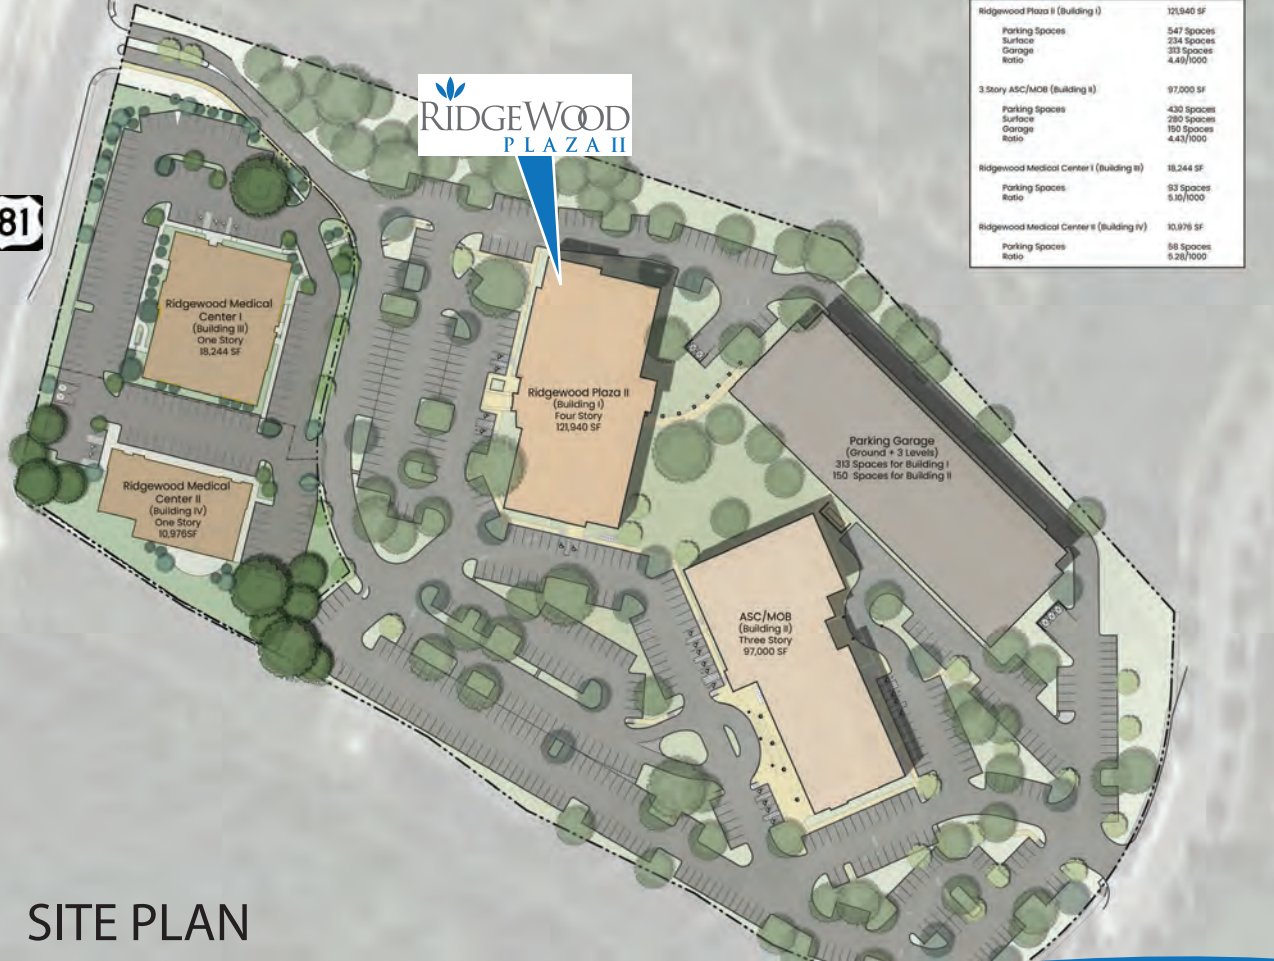 Ridgewood Plaza II (Building I) 121,940 SF
Parking Spaces 547 Spaces
Surface 234 Spaces
Garage 313 Spaces
Ratio 4.49/1000
3 Story ASC/MOB (Building II) 97,000 SF
Parking Spaces 430 Spaces
Surface 280 Spaces
Garage 150 Spaces
Ratio 4.43/1000
Ridgewood Medical Center I (Building III) 18,244 SF
Parking Spaces 93 Spaces
Ratio 5.10/1000
Ridgewood Medical Center II (Building IV) 10,976 SF
Parking Spaces 58 Spaces
Ratio 5.28/1000
RIDGEWOOD
PLAZA II
81
Ridgewood Medical
Center I
(Building III)
One Story
18,244 SF
Ridgewood Plaza II
(Building I)
Four Story
121,940 SF
Parking Garage
(Ground + 3 Levels)
313 Spaces for Building I
150 Spaces for Building II
Ridgewood Medical
Center II
(Building IV)
One Story
10,976SF
ASC/MOB
(Building II)
Three Story
97,000 SF
SITE PLAN